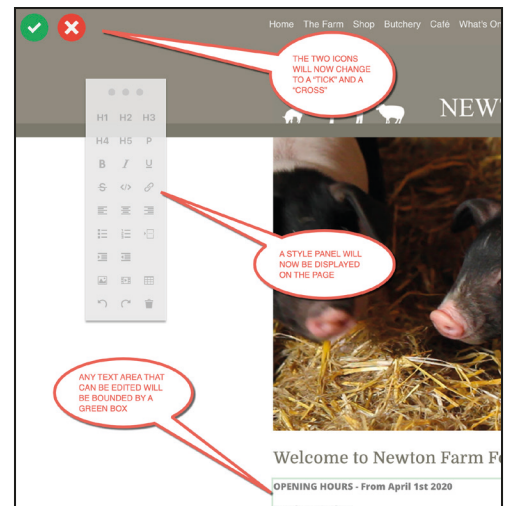 Home The Farm Shop Butchery Café What's On
THE TWO ICONS
WILL NOW CHANGE
TO A "TICK" AND A
"CROSS"
NEW
H1 H2 H3
H4 H5 P
B I U
S </>
A STYLE PANEL WILL
NOW BE DISPLAYED
ON THE PAGE
ANY TEXT AREA THAT
CAN BE EDITED WILL
BE BOUNDED BY A
GREEN BOX
Welcome to Newton Farm F
OPENING HOURS - From April 1st 2020